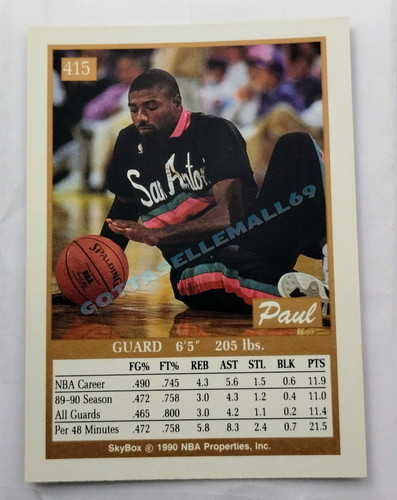 415
San Antonio
SPALDING
NBA
GOTTASELLEMALL69
Paul
GUARD 6'5" 205 lbs.
FG% FT% REB AST STL BLK PTS
NBA Career .490 .745 4.3 5.6 1.5 0.6 11.9
89-90 Season .472 .758 3.0 4.3 1.2 0.4 11.0
All Guards .465 .800 3.0 4.2 1.1 0.2 11.4
Per 48 Minutes .472 .758 5.8 8.3 2.4 0.7 21.5
SkyBox © 1990 NBA Properties, Inc.